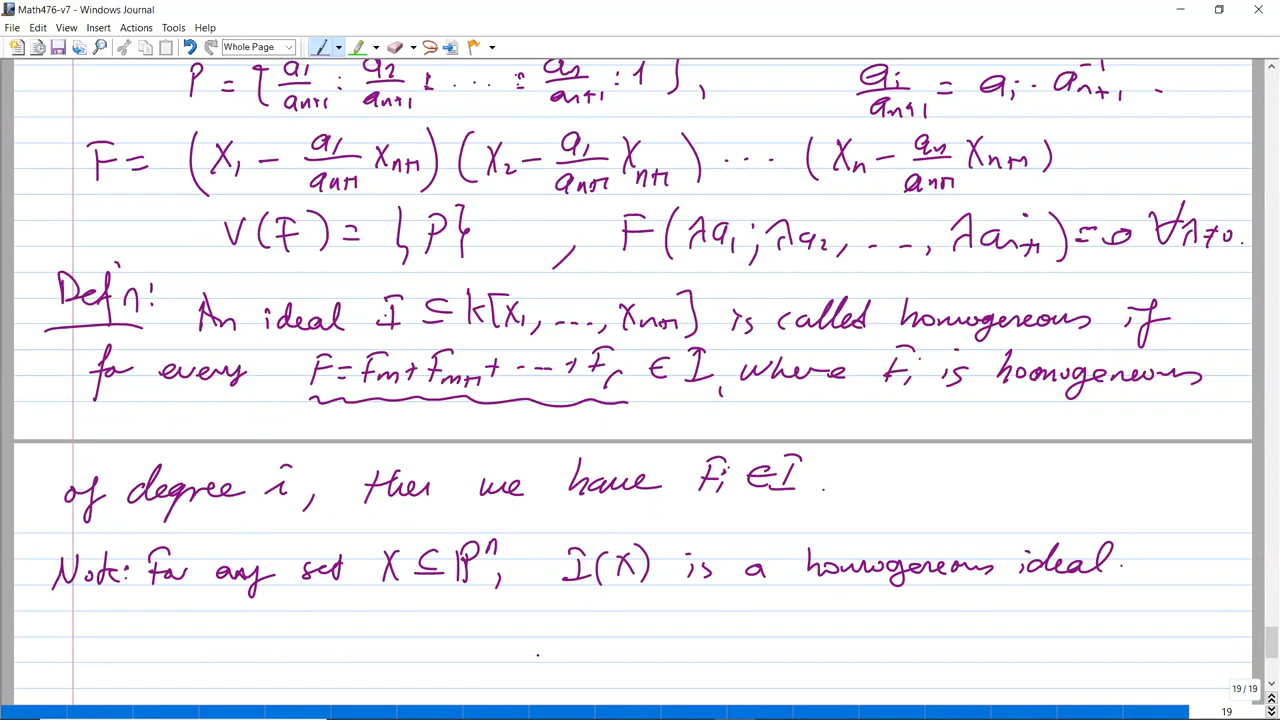 Math476-v7 - Windows Journal
File Edit View Insert Actions Tools Help
Whole Page
P = [a1/an+1 : a2/an+1 : ... : an/an+1 : 1], ai/an+1 = ai · a⁻¹n+1 .
F = (X1 − a1/an+1 Xn+1)(X2 − a1/an+1 Xn+1) ... (Xn − an/an+1 Xn+1)
V(F) = {P} , F(λa1, λa2, ..., λan+1) = 0 ∀λ≠0.
Def'n: An ideal I ⊆ k[X1, ..., Xn+1] is called homogeneous if
for every F = Fm + Fm+1 + ... + Fr ∈ I, where Fi is homogeneous
of degree i, then we have Fi ∈ I.
Note: For any set X ⊆ ℙⁿ, I(X) is a homogeneous ideal.
19 / 19
19